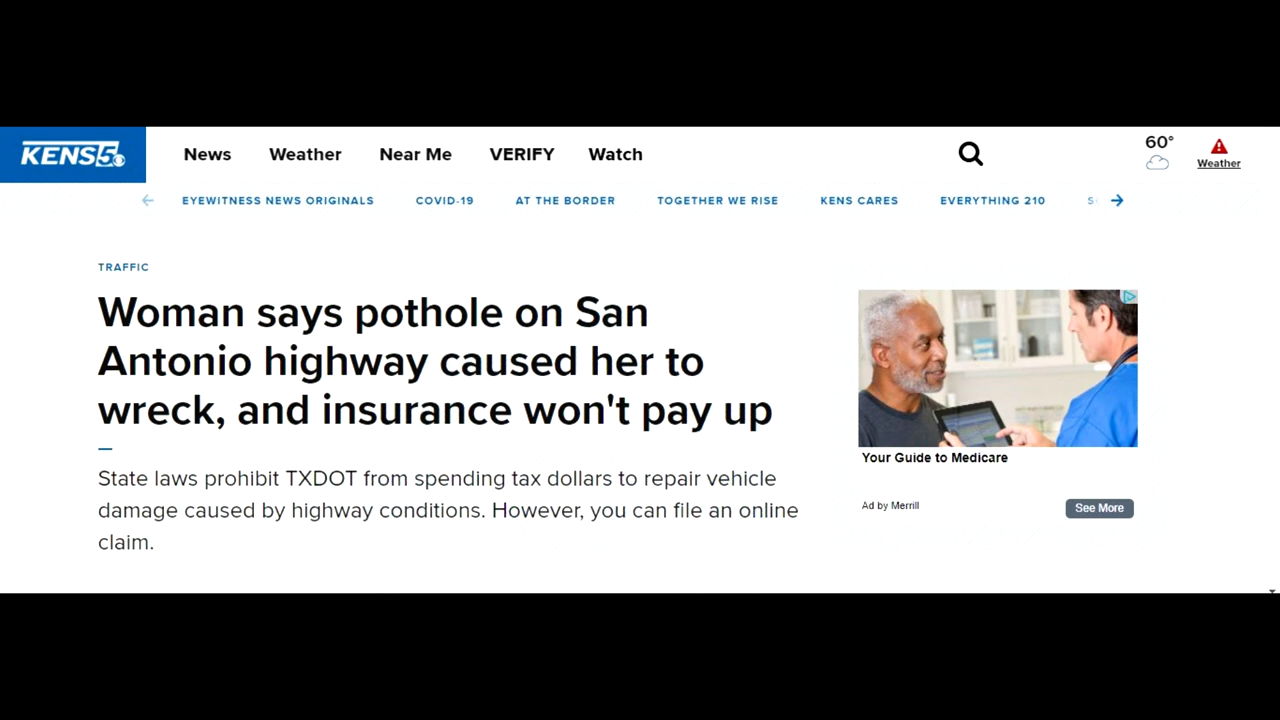 KENS5
News
Weather
Near Me
VERIFY
Watch
60°
Weather
EYEWITNESS NEWS ORIGINALS
COVID-19
AT THE BORDER
TOGETHER WE RISE
KENS CARES
EVERYTHING 210
TRAFFIC
Woman says pothole on San
Antonio highway caused her to
wreck, and insurance won't pay up
State laws prohibit TXDOT from spending tax dollars to repair vehicle
damage caused by highway conditions. However, you can file an online
claim.
Your Guide to Medicare
Ad by Merrill
See More